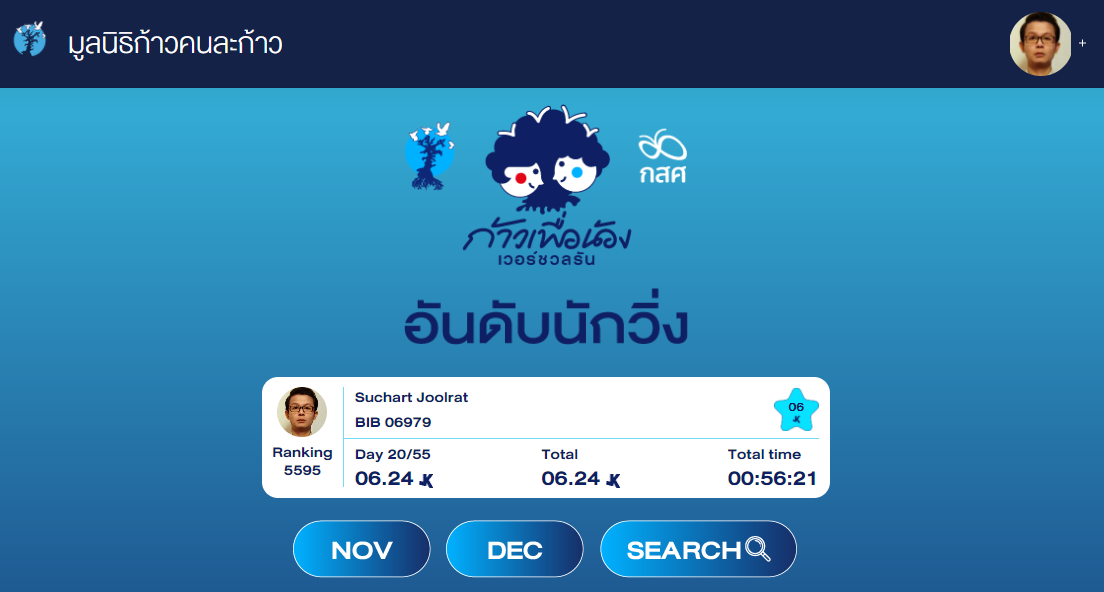 มูลนิธิก้าวคนละก้าว
+
กสศ
ก้าวเพื่อน้อง
เวอร์ชวลรัน
อันดับนักวิ่ง
Suchart Joolrat
BIB 06979
06
K
Ranking
5595
Day 20/55
06.24 K
Total
06.24 K
Total time
00:56:21
NOV
DEC
SEARCH